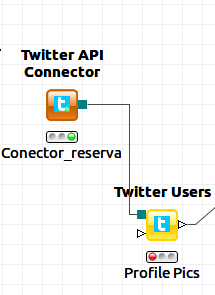 Twitter API
Connector
Conector_reserva
Twitter Users
Profile Pics